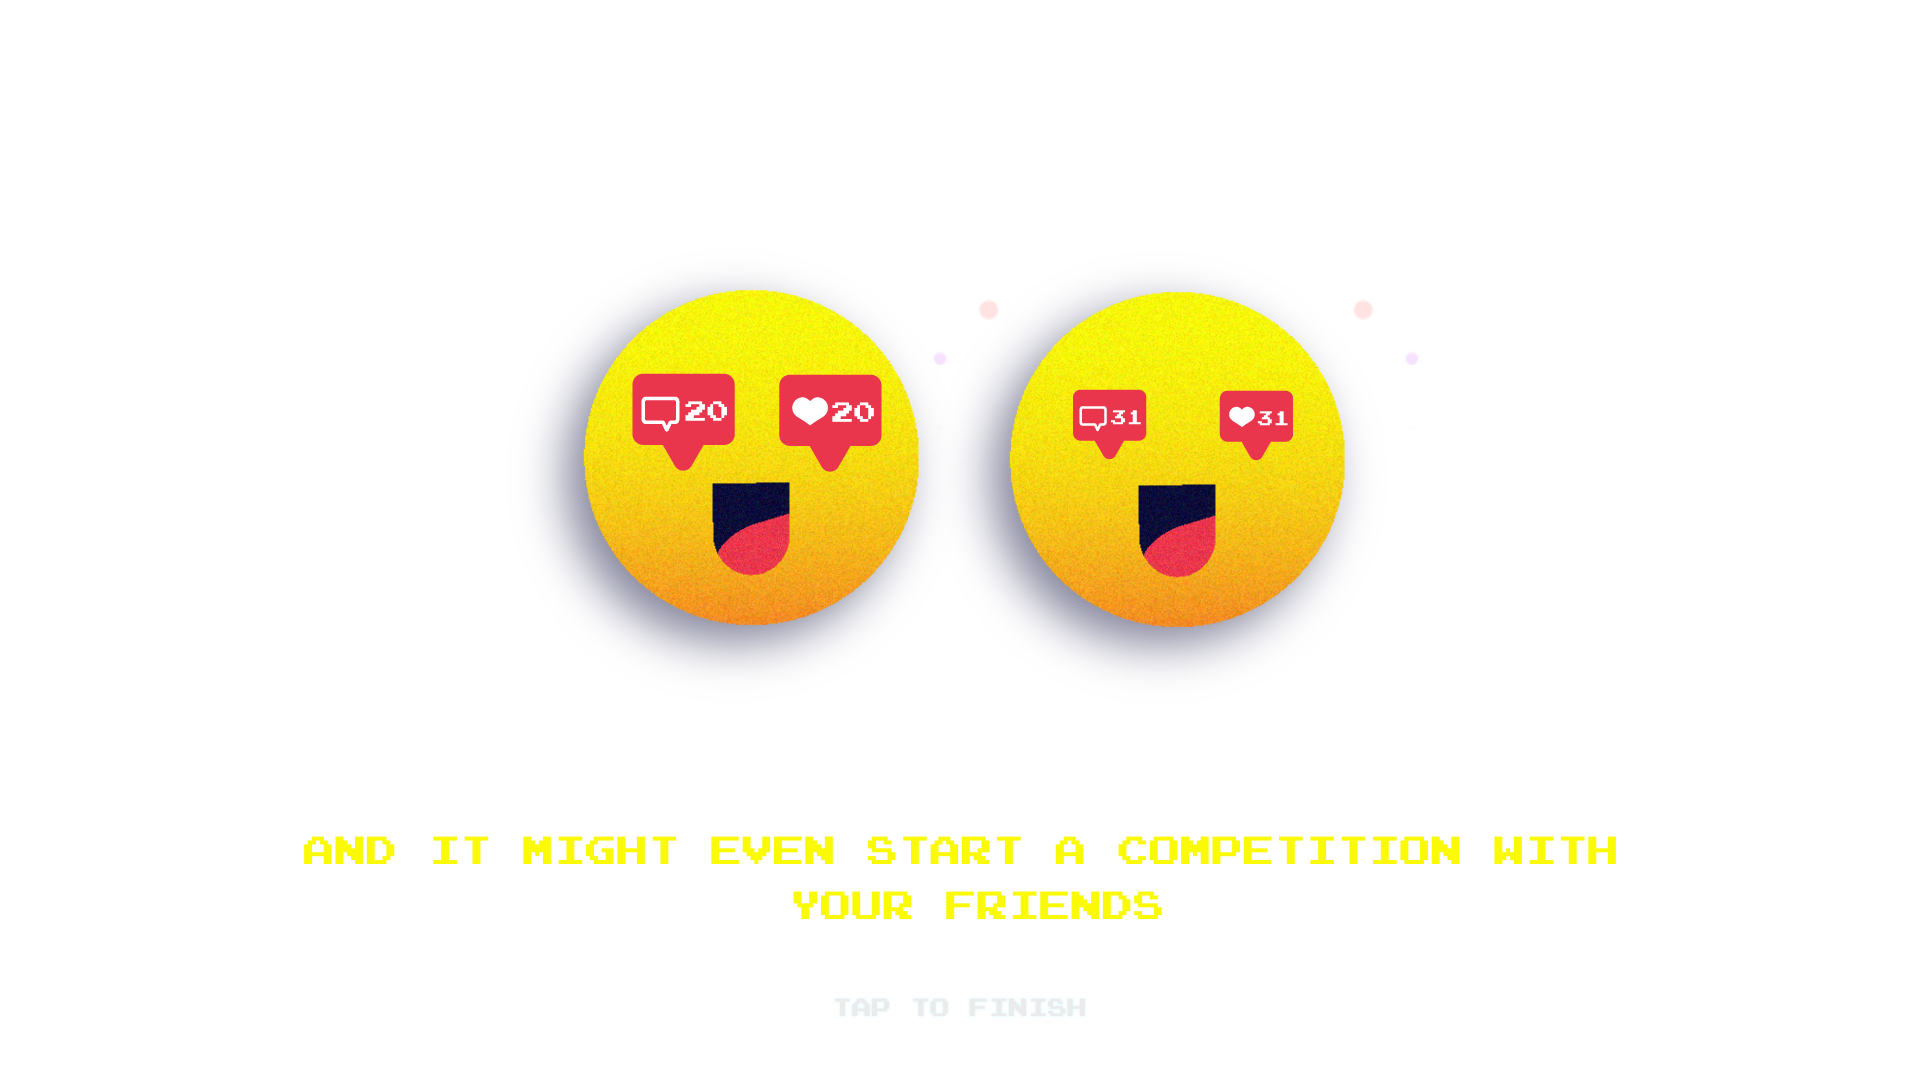 20 20 31 31
AND IT MIGHT EVEN START A COMPETITION WITH
YOUR FRIENDS
TAP TO FINISH